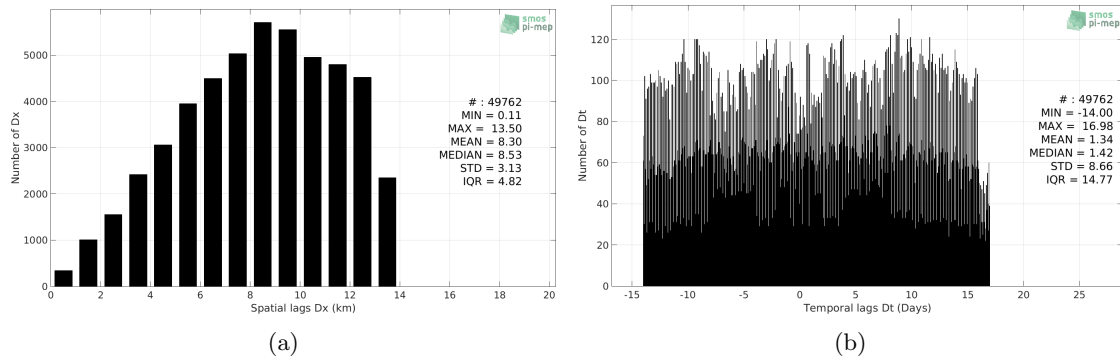 smos
pi-mep
5000
4000
3000
2000
1000
0
Number of Dx
# : 49762
MIN = 0.11
MAX = 13.50
MEAN = 8.30
MEDIAN = 8.53
STD = 3.13
IQR = 4.82
0 2 4 6 8 10 12 14 16 18 20
Spatial lags Dx (km)
(a)
smos
pi-mep
120
100
80
60
40
20
0
Number of Dt
# : 49762
MIN = -14.00
MAX = 16.98
MEAN = 1.34
MEDIAN = 1.42
STD = 8.66
IQR = 14.77
-15 -10 -5 0 5 10 15 20 25
Temporal lags Dt (Days)
(b)